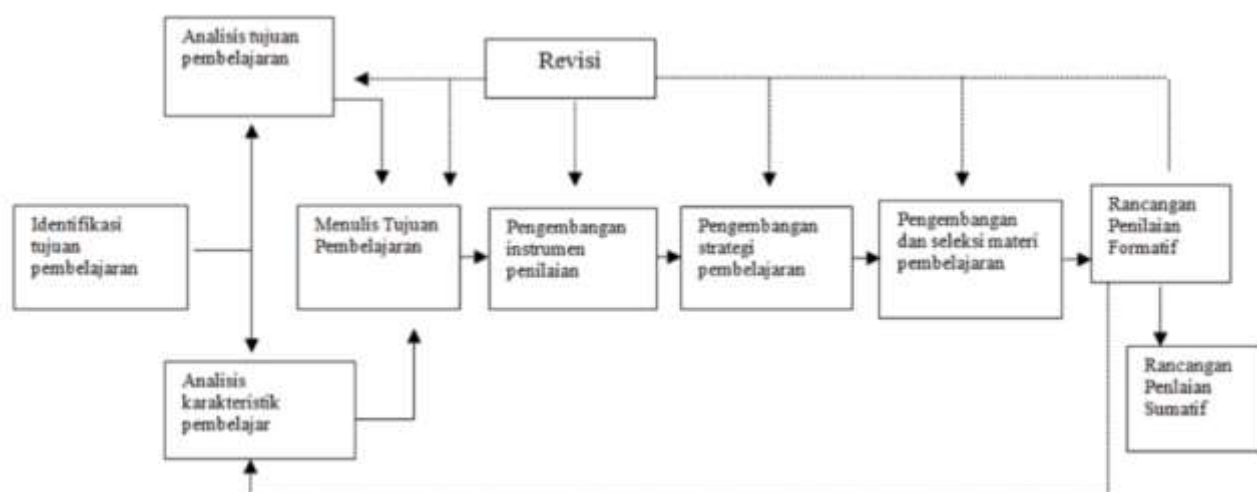 Analisis tujuan
pembelajaran
Revisi
Identifikasi
tujuan
pembelajaran
Menulis Tujuan
Pembelajaran
Pengembangan
instrumen
penilaian
Pengembangan
strategi
pembelajaran
Pengembangan
dan seleksi materi
pembelajaran
Rancangan
Penilaian
Formatif
Analisis
karakteristik
pembelajar
Rancangan
Penlaian
Sumatif